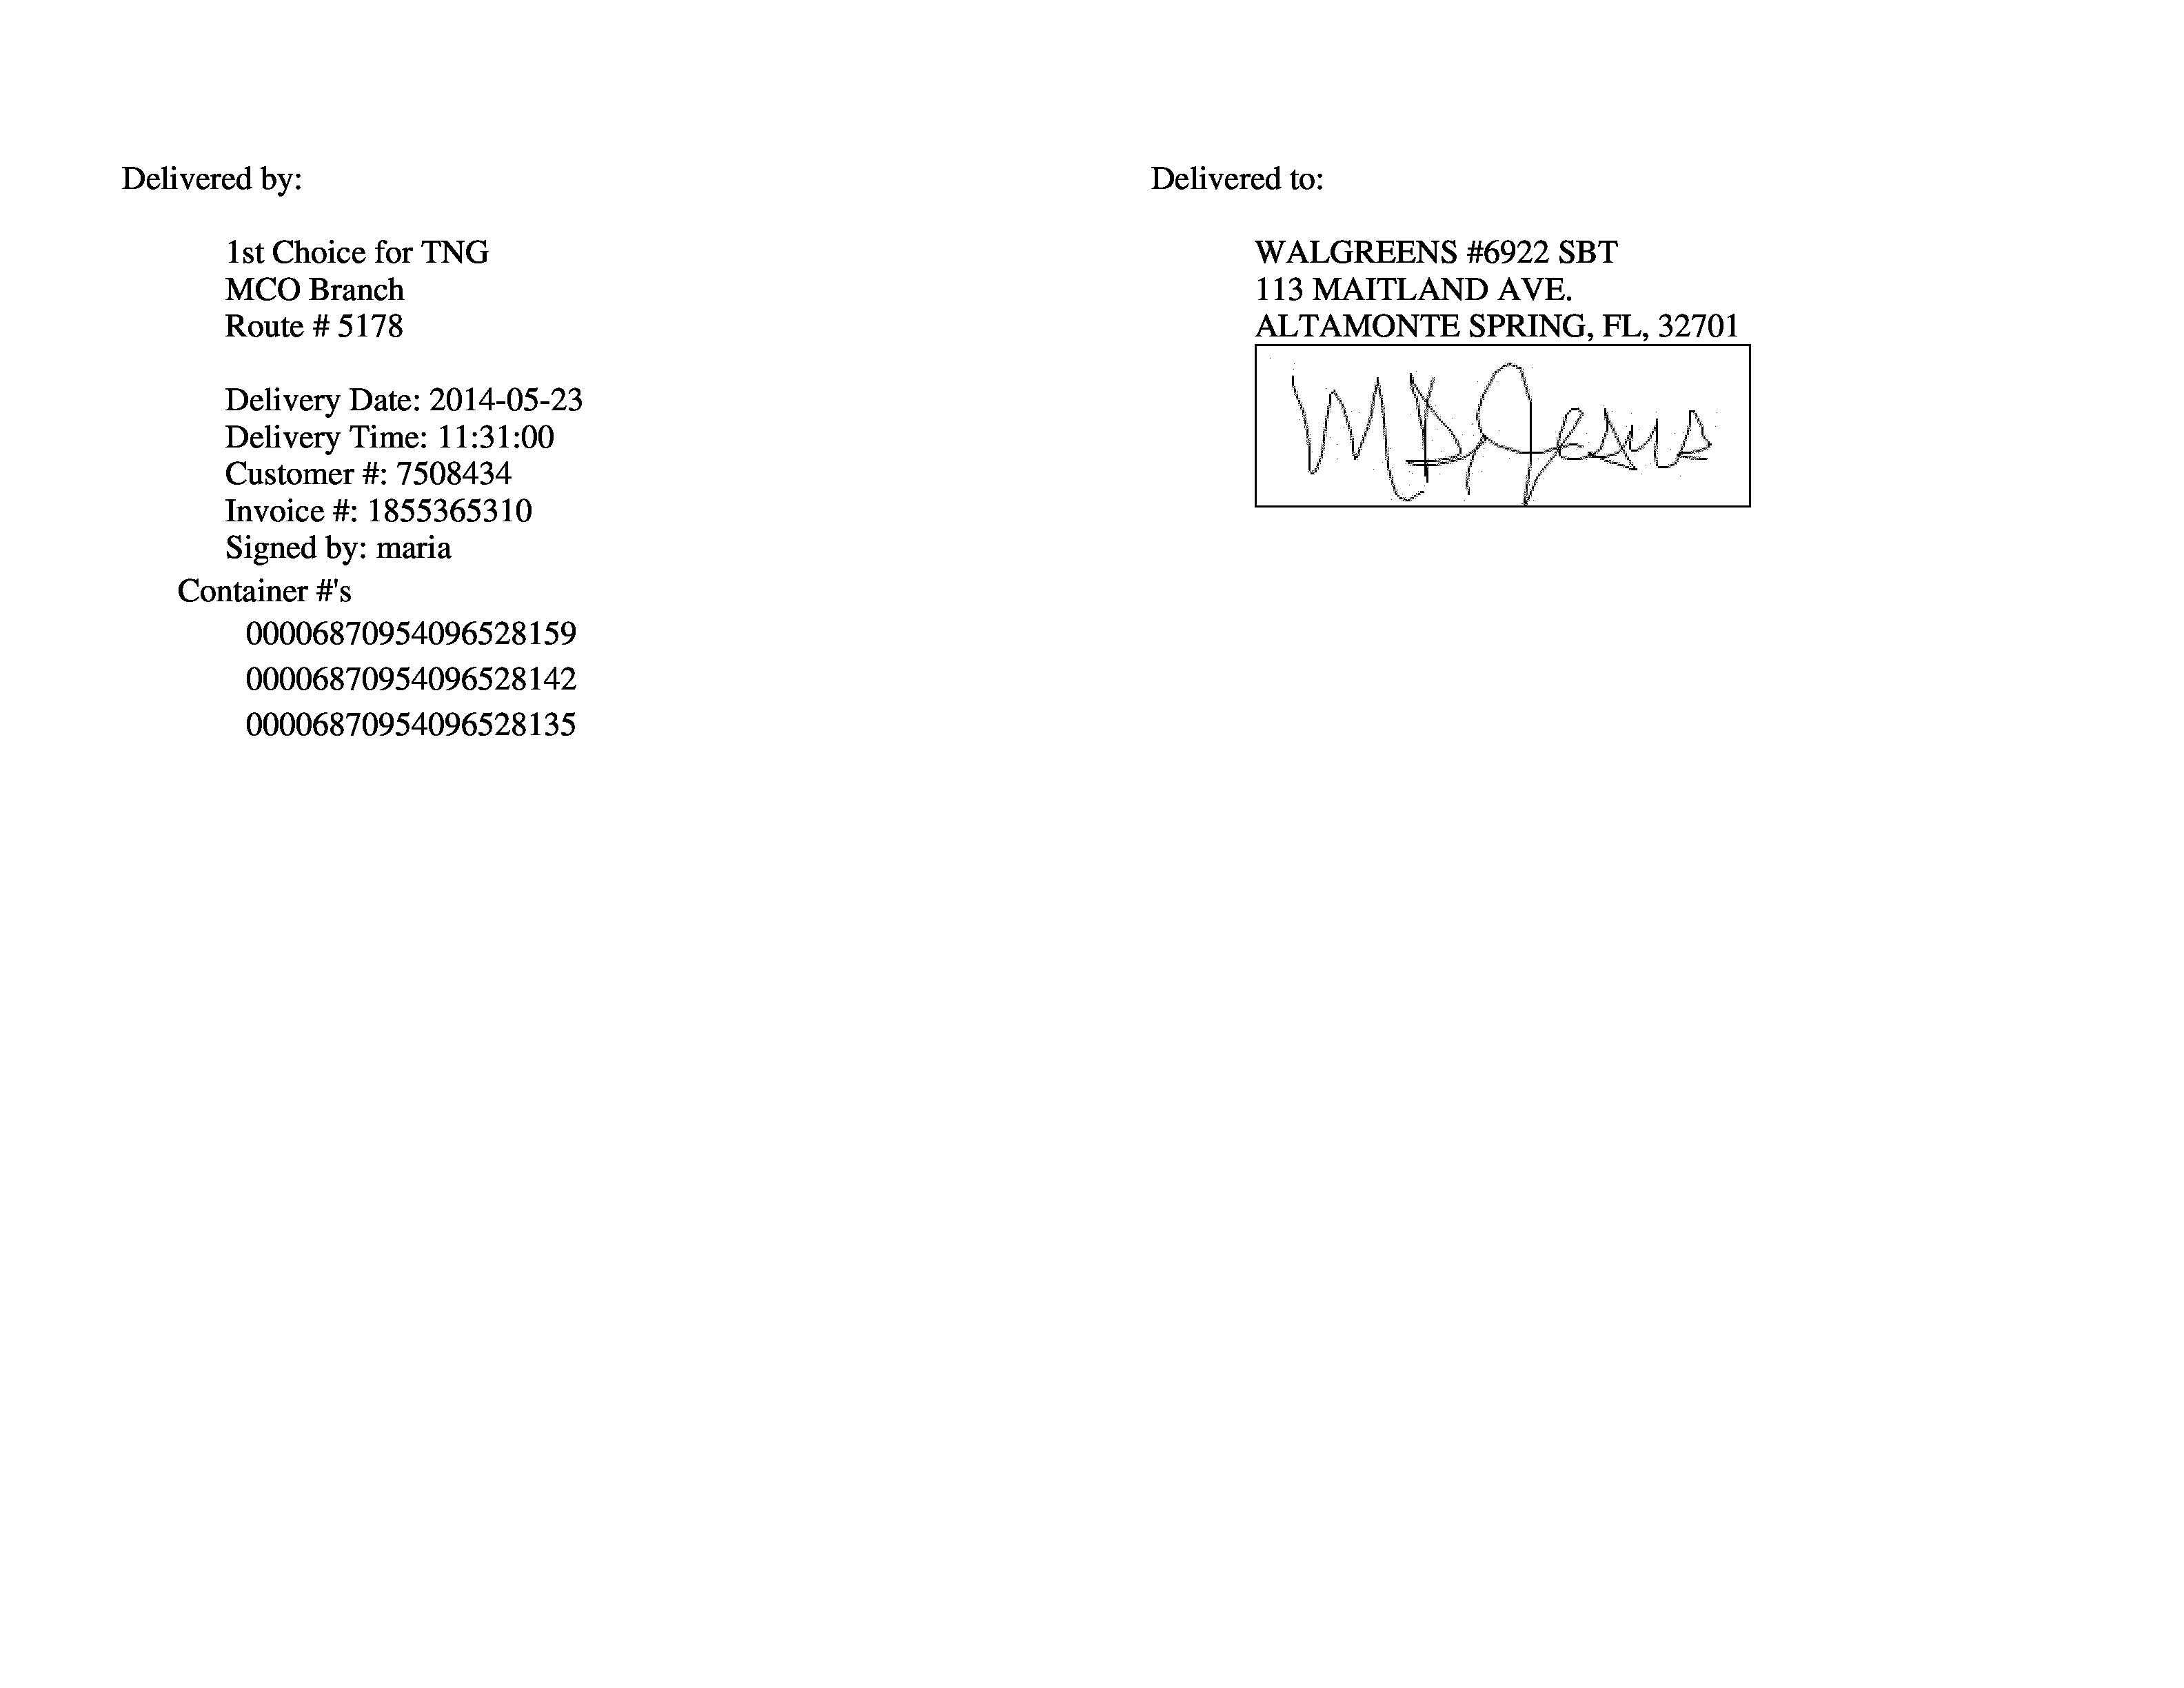 Delivered by:
1st Choice for TNG
MCO Branch
Route # 5178
Delivery Date: 2014-05-23
Delivery Time: 11:31:00
Customer #: 7508434
Invoice #: 1855365310
Signed by: maria
Container #'s
00006870954096528159
00006870954096528142
00006870954096528135
Delivered to:
WALGREENS #6922 SBT
113 MAITLAND AVE.
ALTAMONTE SPRING, FL, 32701
M D Jesus